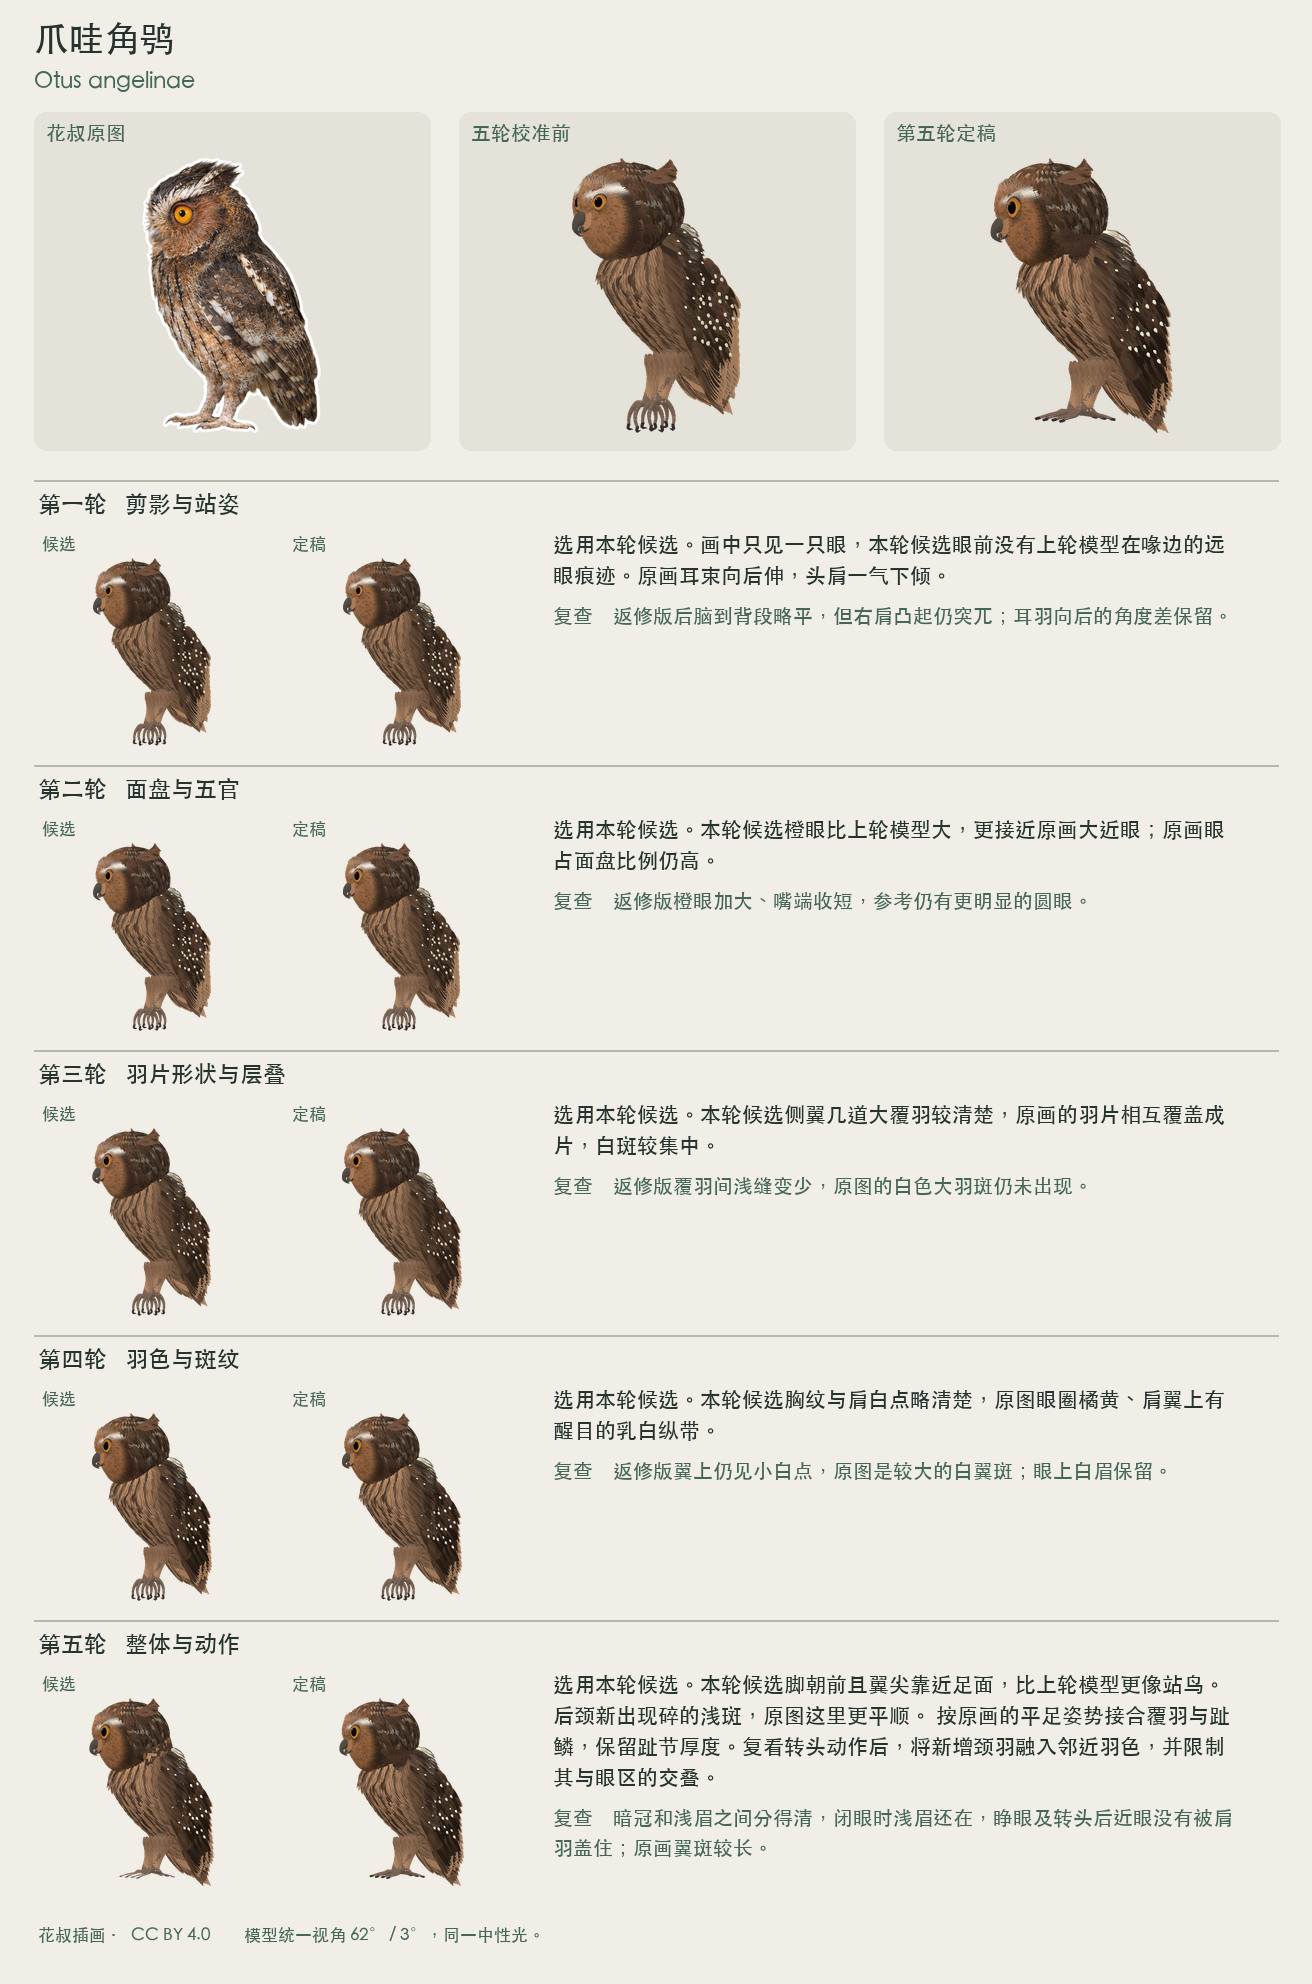 爪哇角鸮
Otus angelinae
花叔原图
五轮校准前
第五轮定稿
第一轮 剪影与站姿
候选
定稿
选用本轮候选。画中只见一只眼，本轮候选眼前没有上轮模型在喙边的远
眼痕迹。原画耳束向后伸，头肩一气下倾。
复查 返修版后脑到背段略平，但右肩凸起仍突兀；耳羽向后的角度差保留。
第二轮 面盘与五官
候选
定稿
选用本轮候选。本轮候选橙眼比上轮模型大，更接近原画大近眼；原画眼
占面盘比例仍高。
复查 返修版橙眼加大、嘴端收短，参考仍有更明显的圆眼。
第三轮 羽片形状与层叠
候选
定稿
选用本轮候选。本轮候选侧翼几道大覆羽较清楚，原画的羽片相互覆盖成
片，白斑较集中。
复查 返修版覆羽间浅缝变少，原图的白色大羽斑仍未出现。
第四轮 羽色与斑纹
候选
定稿
选用本轮候选。本轮候选胸纹与肩白点略清楚，原图眼圈橘黄、肩翼上有
醒目的乳白纵带。
复查 返修版翼上仍见小白点，原图是较大的白翼斑；眼上白眉保留。
第五轮 整体与动作
候选
定稿
选用本轮候选。本轮候选脚朝前且翼尖靠近足面，比上轮模型更像站鸟。
后颈新出现碎的浅斑，原图这里更平顺。 按原画的平足姿势接合覆羽与趾
鳞，保留趾节厚度。复看转头动作后，将新增颈羽融入邻近羽色，并限制
其与眼区的交叠。
复查 暗冠和浅眉之间分得清，闭眼时浅眉还在，睁眼及转头后近眼没有被肩
羽盖住；原画翼斑较长。
花叔插画 · CC BY 4.0 模型统一视角 62° / 3° ，同一中性光。